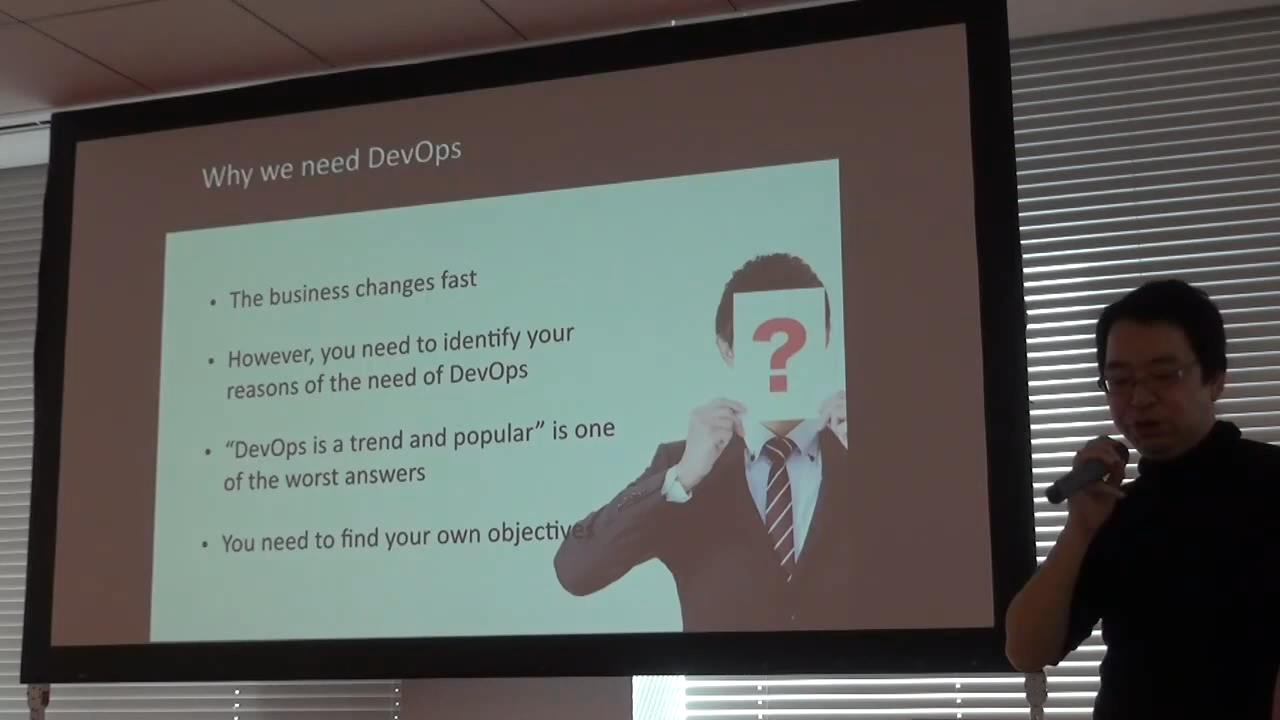 Why we need DevOps
• The business changes fast
• However, you need to identify your
reasons of the need of DevOps
• “DevOps is a trend and popular” is one
of the worst answers
• You need to find your own objectives
?